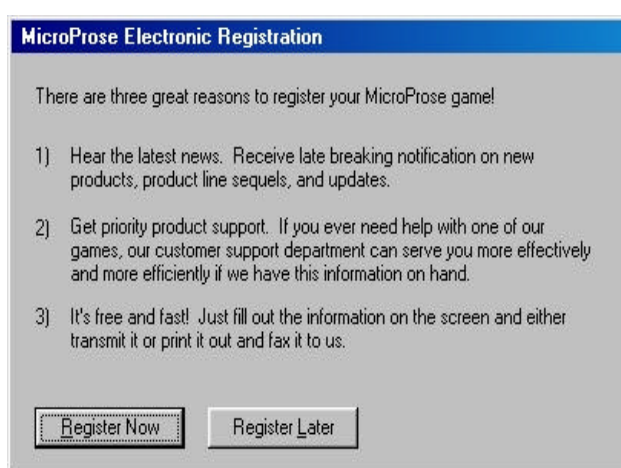 MicroProse Electronic Registration
There are three great reasons to register your MicroProse game!
1) Hear the latest news. Receive late breaking notification on new
products, product line sequels, and updates.
2) Get priority product support. If you ever need help with one of our
games, our customer support department can serve you more effectively
and more efficiently if we have this information on hand.
3) It's free and fast! Just fill out the information on the screen and either
transmit it or print it out and fax it to us.
Register Now Register Later